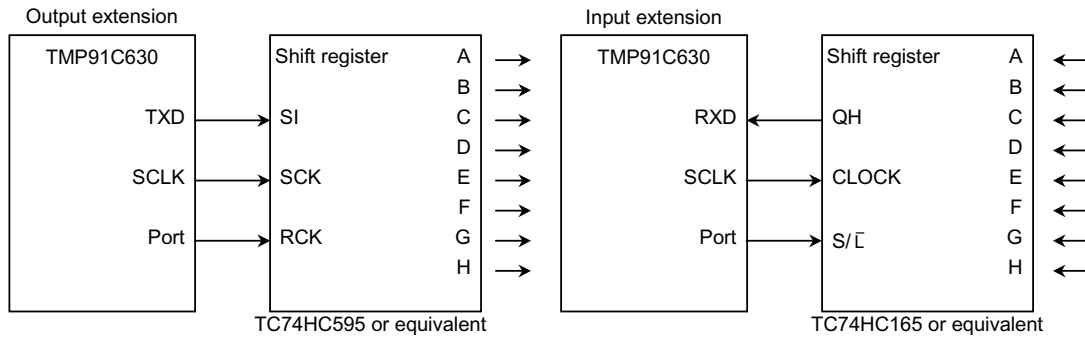 Output extension
TMP91C630
TXD
SCLK
Port
Shift register
SI
SCK
RCK
A
B
C
D
E
F
G
H
TC74HC595 or equivalent
Input extension
TMP91C630
RXD
SCLK
Port
Shift register
QH
CLOCK
S/L̅
A
B
C
D
E
F
G
H
TC74HC165 or equivalent